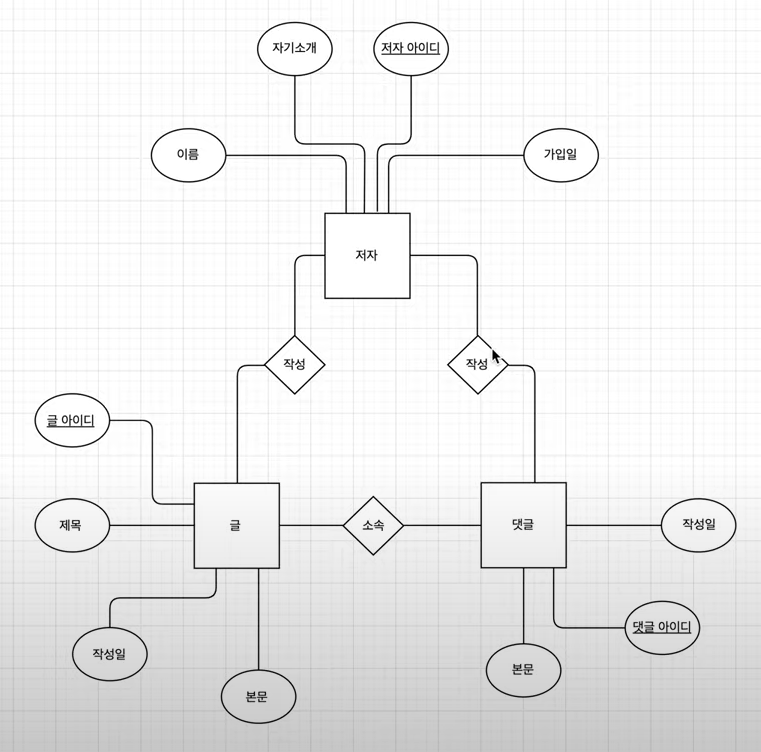 자기소개
저자 아이디
이름
가입일
저자
작성
작성
글 아이디
제목
글
소속
댓글
작성일
작성일
본문
본문
댓글 아이디